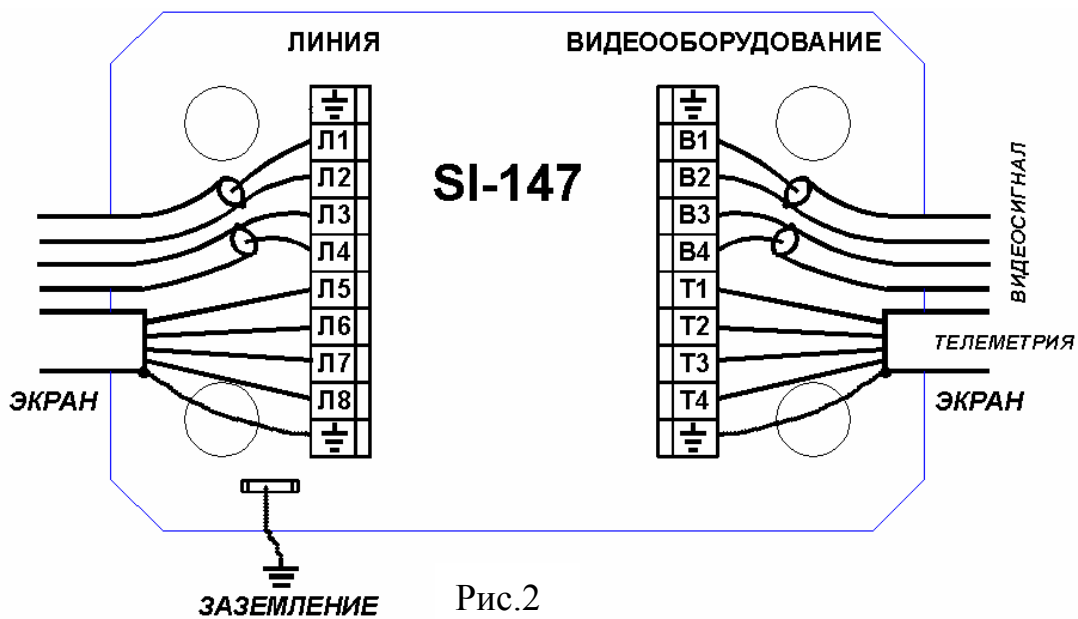 ЛИНИЯ
ВИДЕООБОРУДОВАНИЕ
SI-147
Л1
Л2
Л3
Л4
Л5
Л6
Л7
Л8
В1
В2
В3
В4
Т1
Т2
Т3
Т4
ВИДЕОСИГНАЛ
ТЕЛЕМЕТРИЯ
ЭКРАН
ЭКРАН
ЗАЗЕМЛЕНИЕ
Рис.2